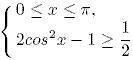 0 ≤ x ≤ π,
2cos²x − 1 ≥ 1/2